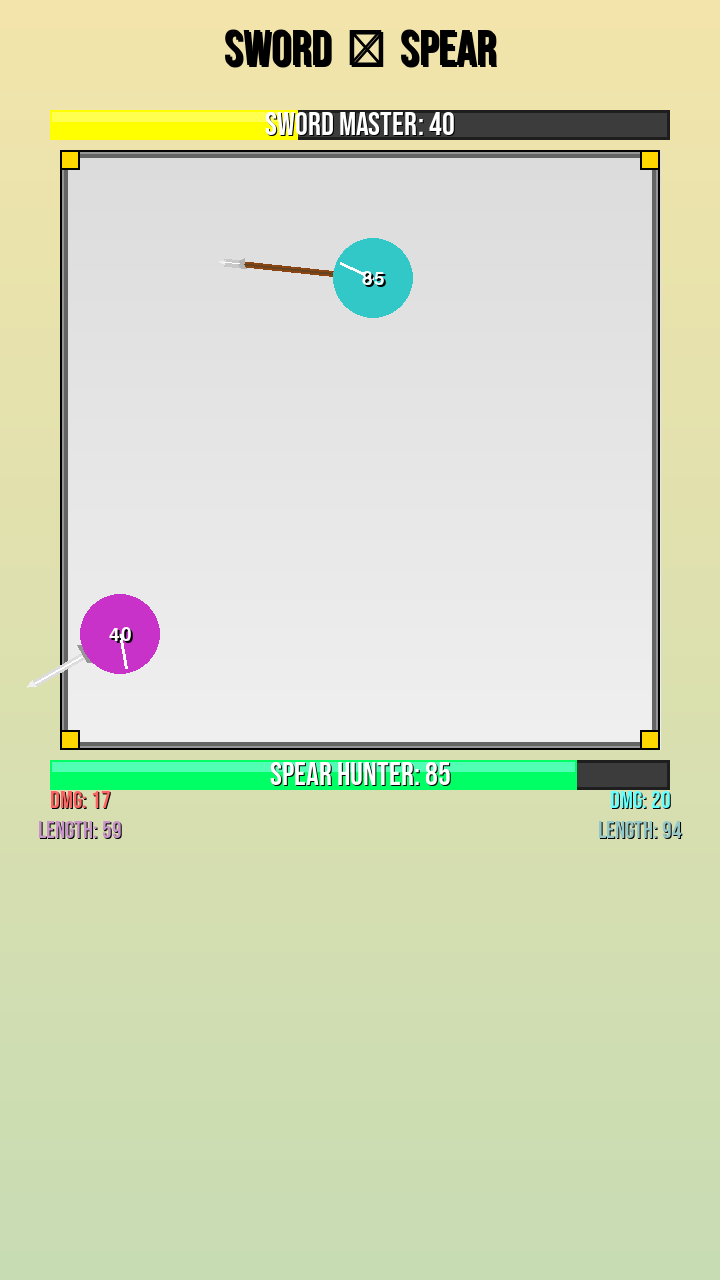 SWORD SPEAR
SWORD MASTER: 40
85
40
SPEAR HUNTER: 85
DMG: 17
DMG: 20
LENGTH: 59
LENGTH: 94